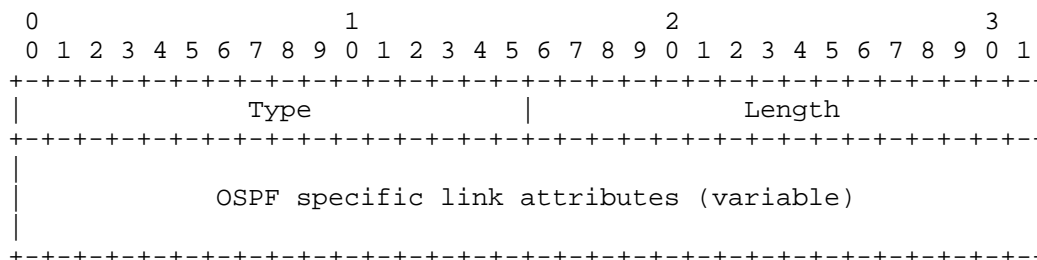 0                   1                   2                   3
 0 1 2 3 4 5 6 7 8 9 0 1 2 3 4 5 6 7 8 9 0 1 2 3 4 5 6 7 8 9 0 1
+-+-+-+-+-+-+-+-+-+-+-+-+-+-+-+-+-+-+-+-+-+-+-+-+-+-+-+-+-+-+-+-
|              Type             |             Length
+-+-+-+-+-+-+-+-+-+-+-+-+-+-+-+-+-+-+-+-+-+-+-+-+-+-+-+-+-+-+-+-
|
|            OSPF specific link attributes (variable)
|
+-+-+-+-+-+-+-+-+-+-+-+-+-+-+-+-+-+-+-+-+-+-+-+-+-+-+-+-+-+-+-+-